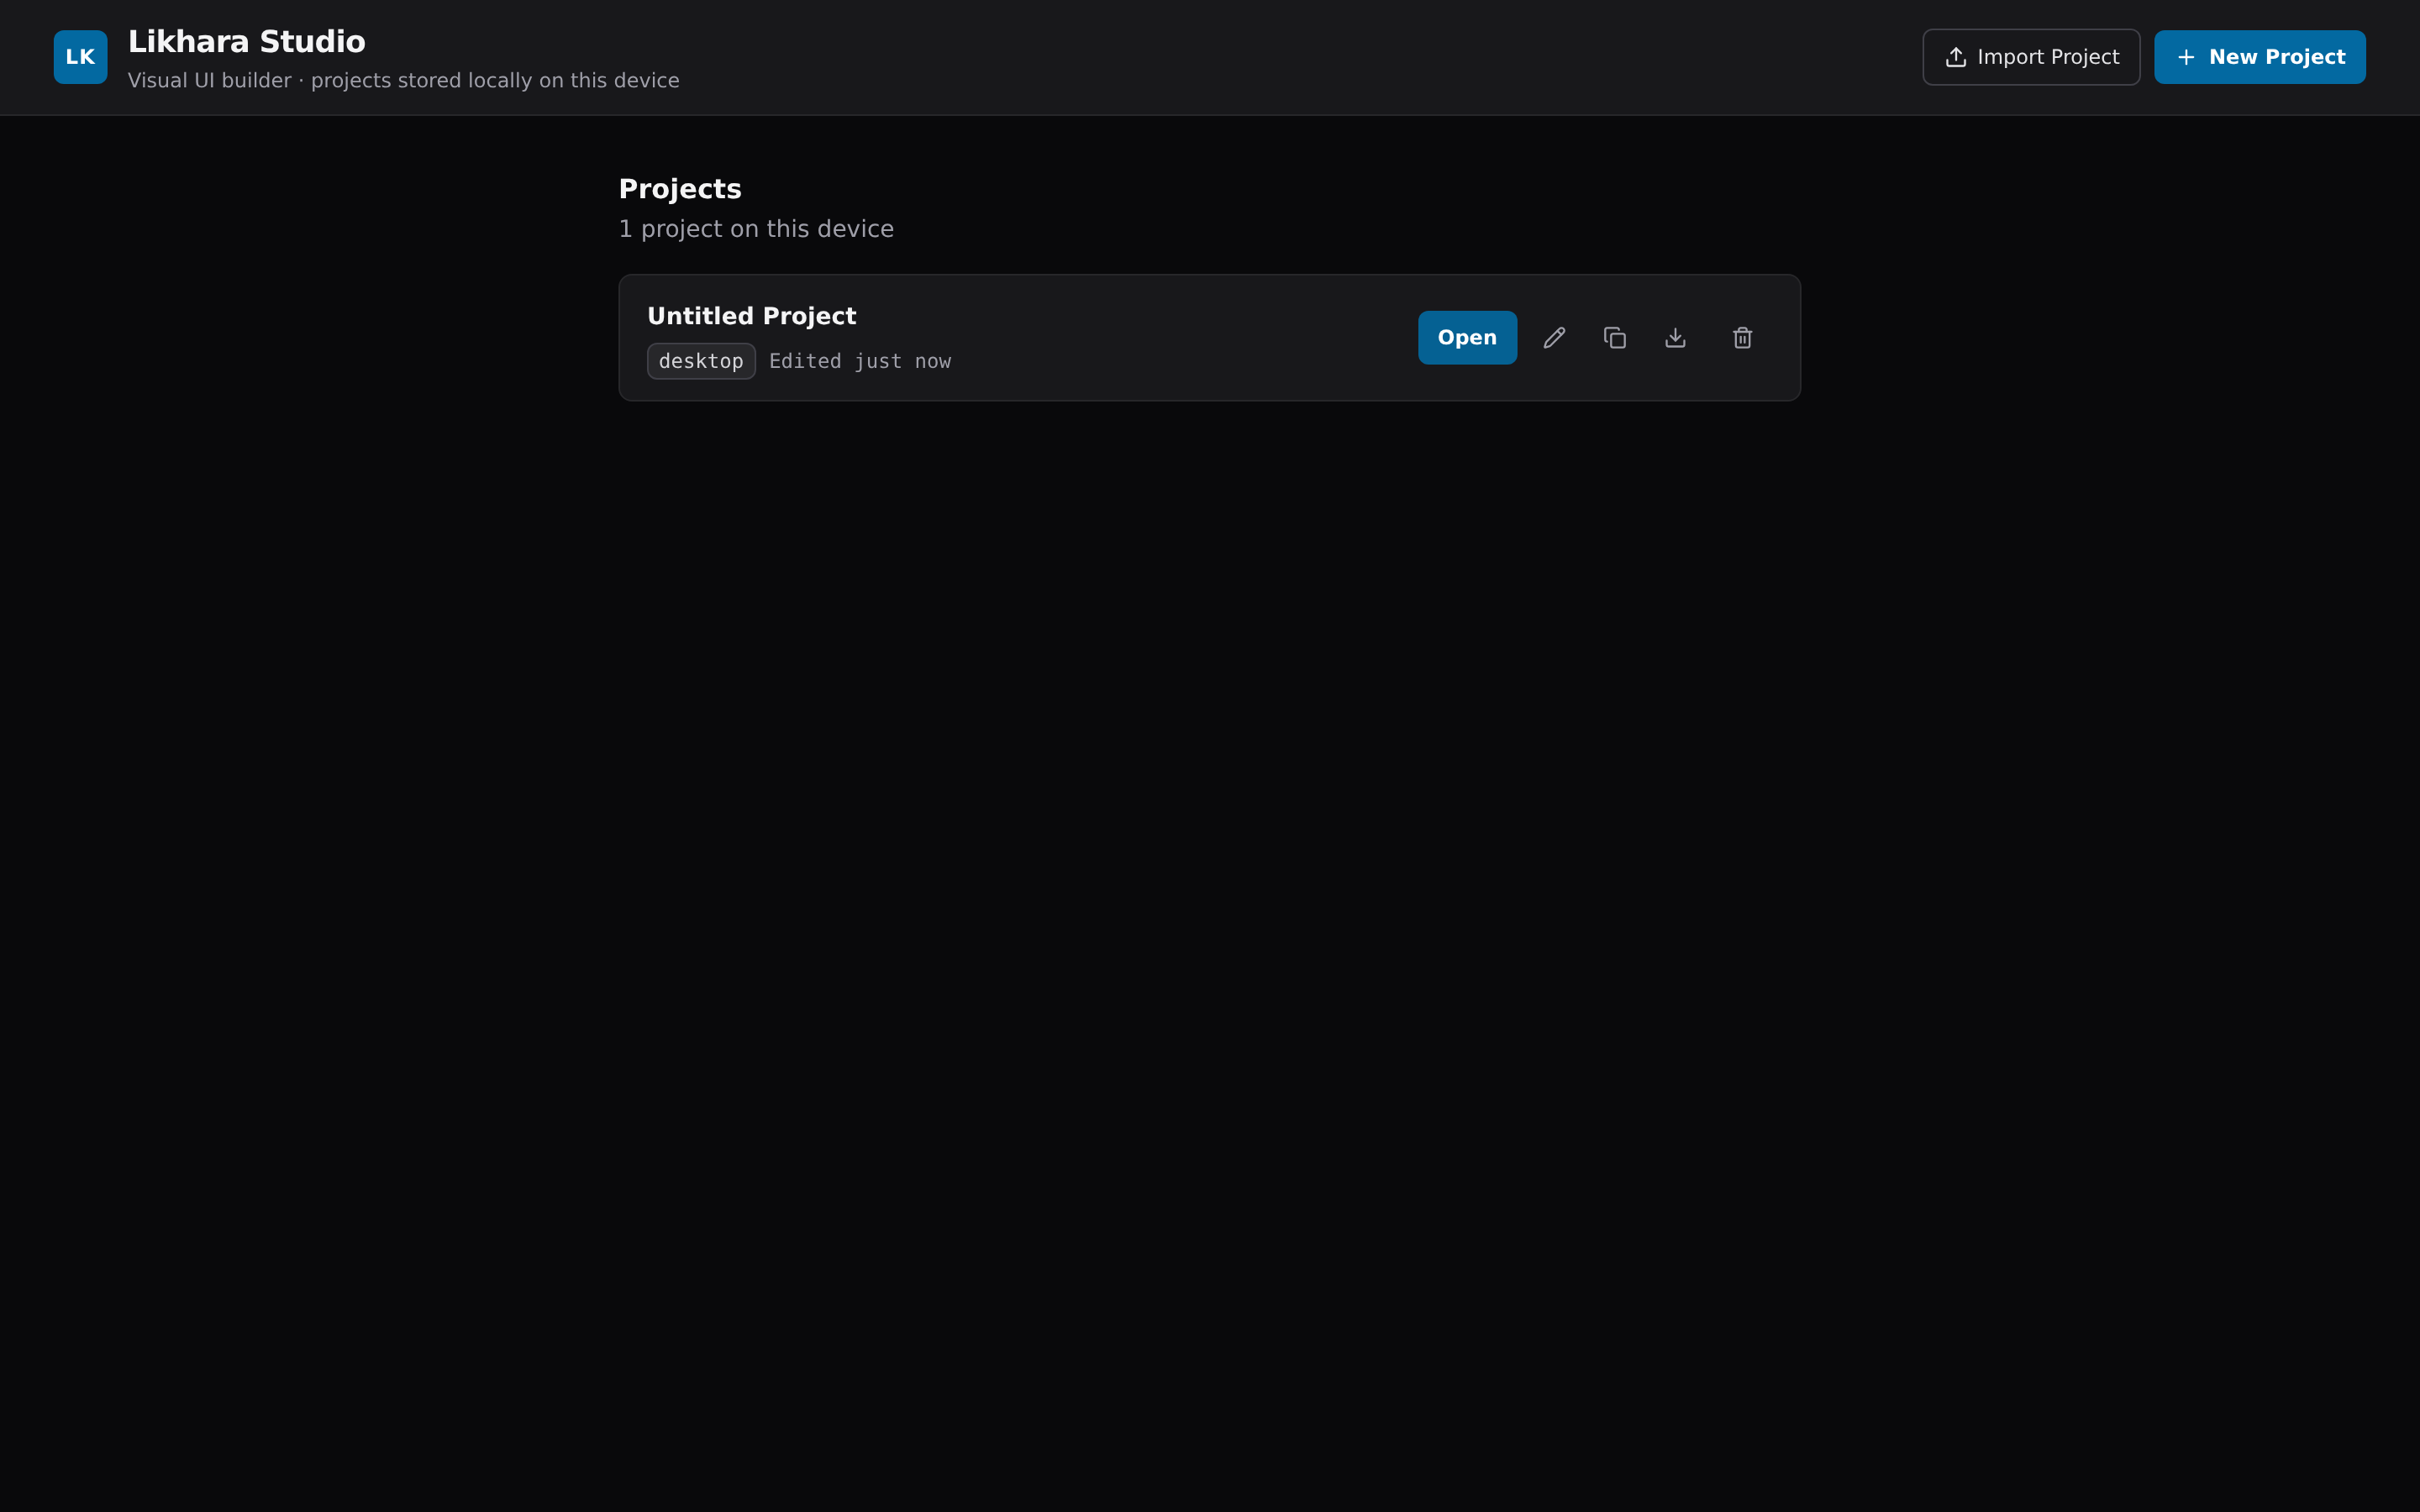 LK
Likhara Studio
Visual UI builder · projects stored locally on this device
Import Project
New Project
Projects
1 project on this device
Untitled Project
desktop Edited just now
Open